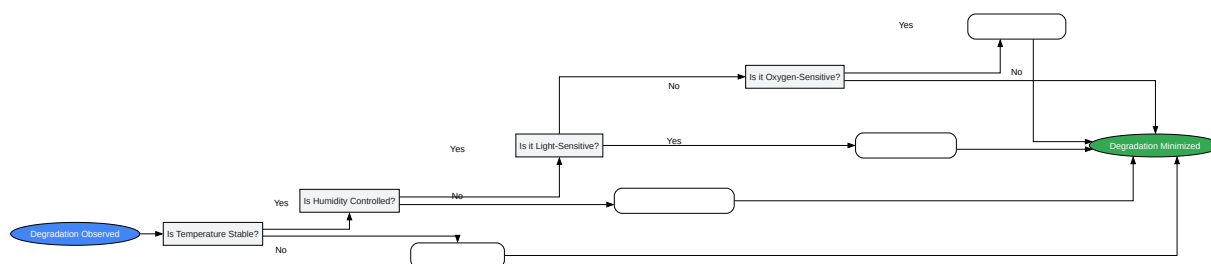 Yes
No
Is it Oxygen-Sensitive?
No
Yes
Is it Light-Sensitive?
Yes
Degradation Minimized
Yes
Is Humidity Controlled?
No
Degradation Observed
Is Temperature Stable?
No